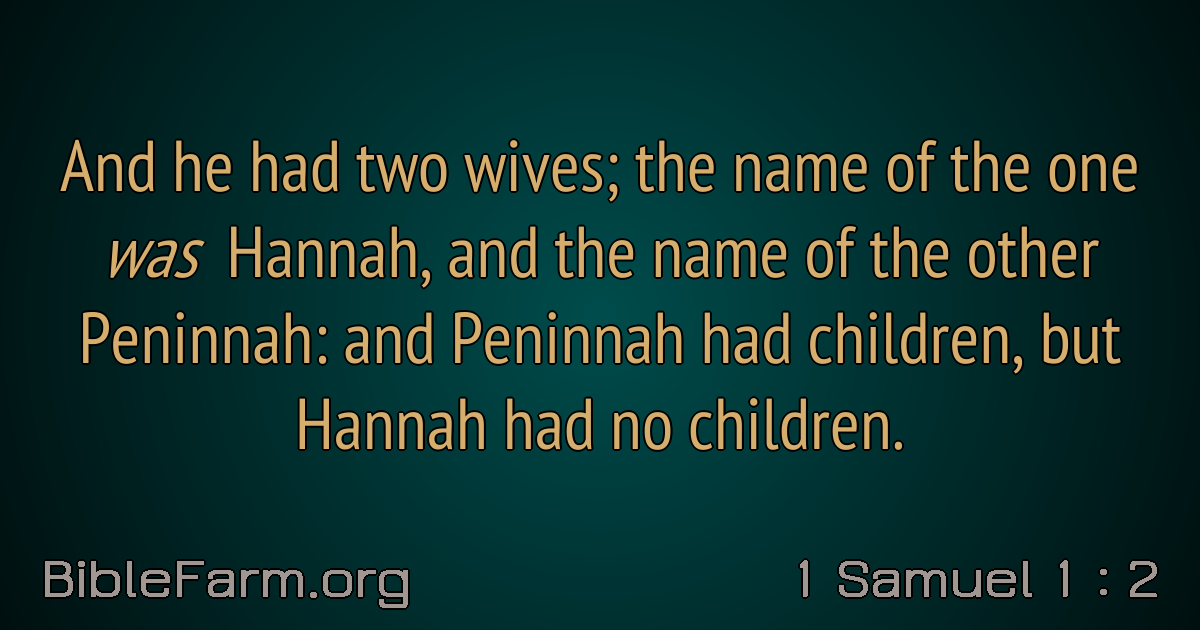 And he had two wives; the name of the one
was Hannah, and the name of the other
Peninnah: and Peninnah had children, but
Hannah had no children.
BibleFarm.org
1 Samuel 1 : 2